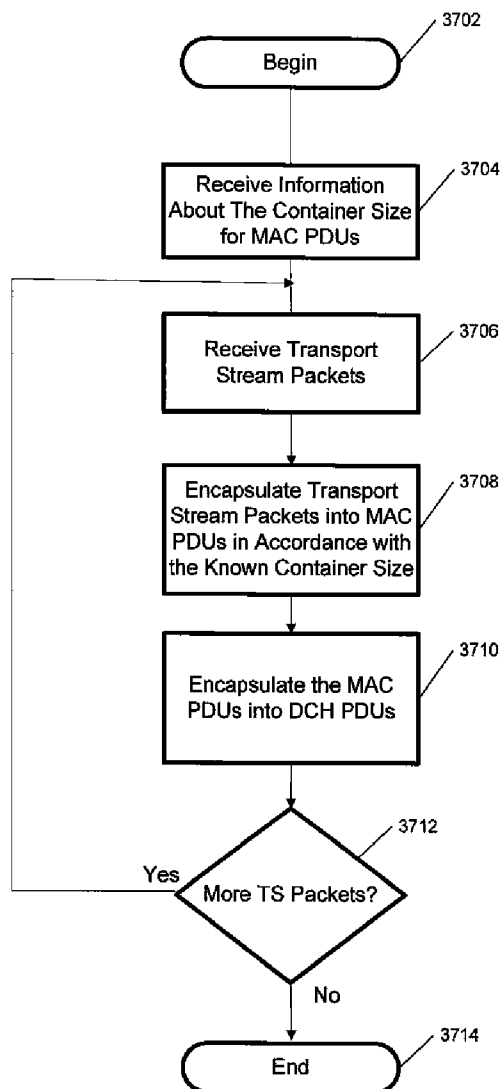 3702
Begin
3704
Receive Information
About The Container Size
for MAC PDUs
3706
Receive Transport
Stream Packets
3708
Encapsulate Transport
Stream Packets into MAC
PDUs in Accordance with
the Known Container Size
3710
Encapsulate the MAC
PDUs into DCH PDUs
3712
Yes
More TS Packets?
No
3714
End